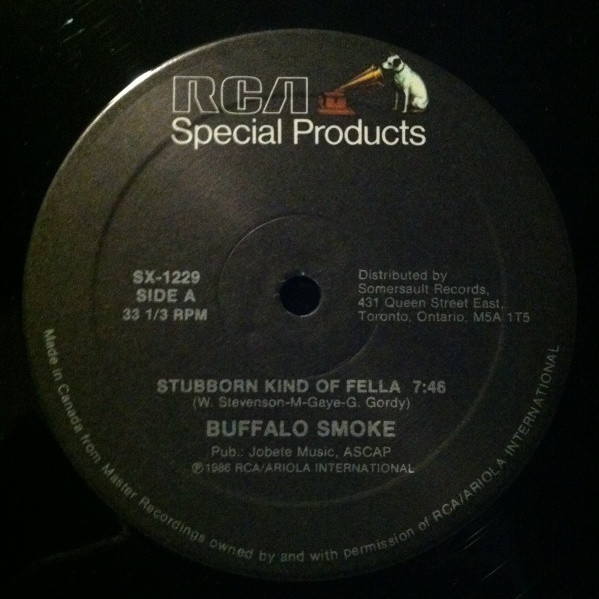 RCA
Special Products
SX-1229
SIDE A
33 1/3 RPM
Distributed by
Somersault Records,
431 Queen Street East,
Toronto, Ontario, M5A 1T5
STUBBORN KIND OF FELLA 7:46
(W. Stevenson-M-Gaye-G. Gordy)
BUFFALO SMOKE
Pub.: Jobete Music, ASCAP
℗1986 RCA/ARIOLA INTERNATIONAL
Made in Canada from Master Recordings owned by and with permission of RCA/ARIOLA INTERNATIONAL